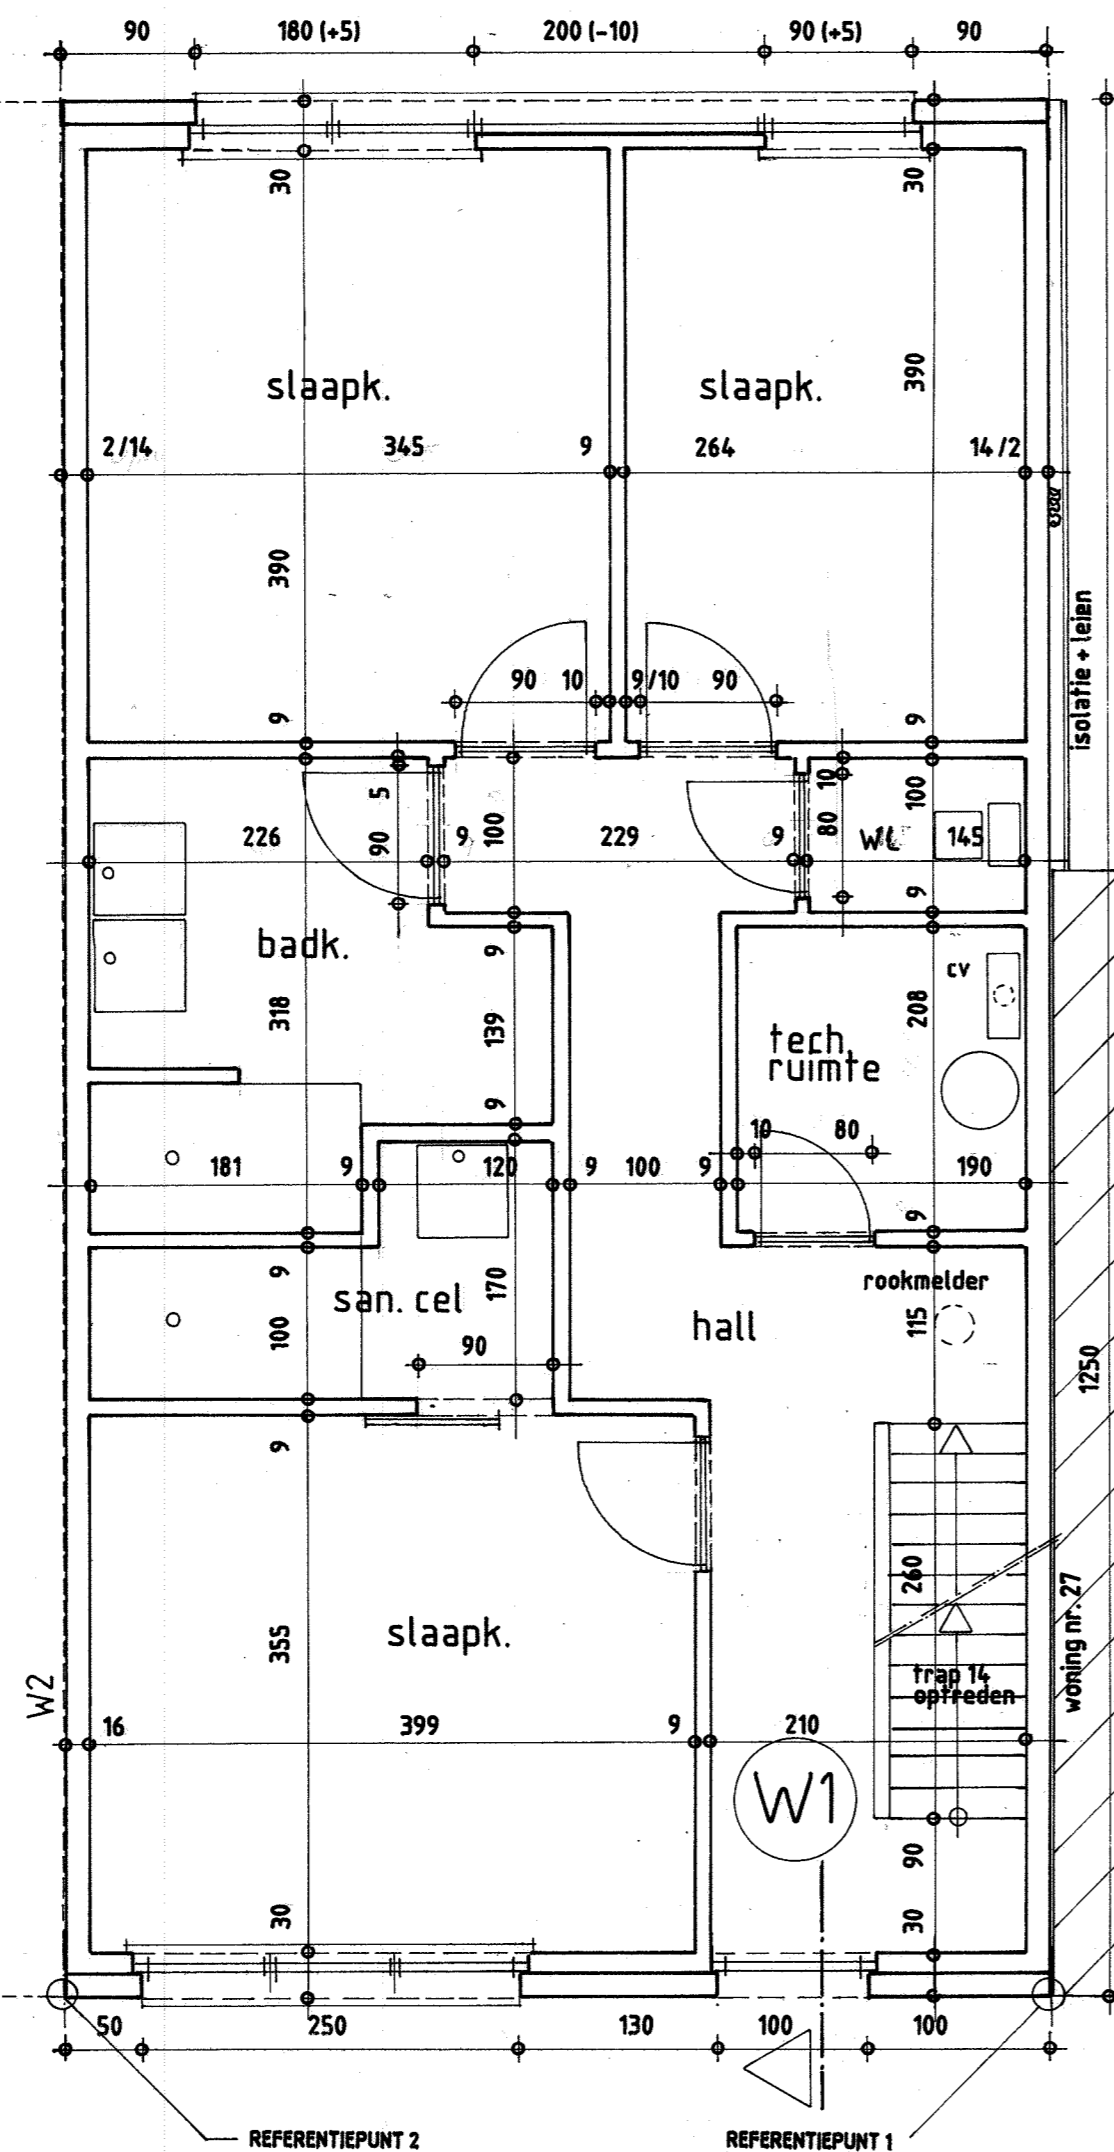 90 180 (+5) 200 (-10) 90 (+5) 90
30 30
slaapk. slaapk.
390
2/14 345 9 264 14/2
390
isolatie + leien
90 10 9/10 90
9 9
5 10 100
226 90 9 100 229 9 80 145
9 9
badk.
cv
318 139 208
tech.
ruimte
9 10 80
181 9 120 9 100 9 190
9
9 170 rookmelder
san. cel
100 hall 115
90 1250
9
260
355 slaapk. woning nr. 27
trap 14
optreden
W2
16 399 9 210
W1
90
30 30
50 250 130 100 100
REFERENTIEPUNT 2 REFERENTIEPUNT 1